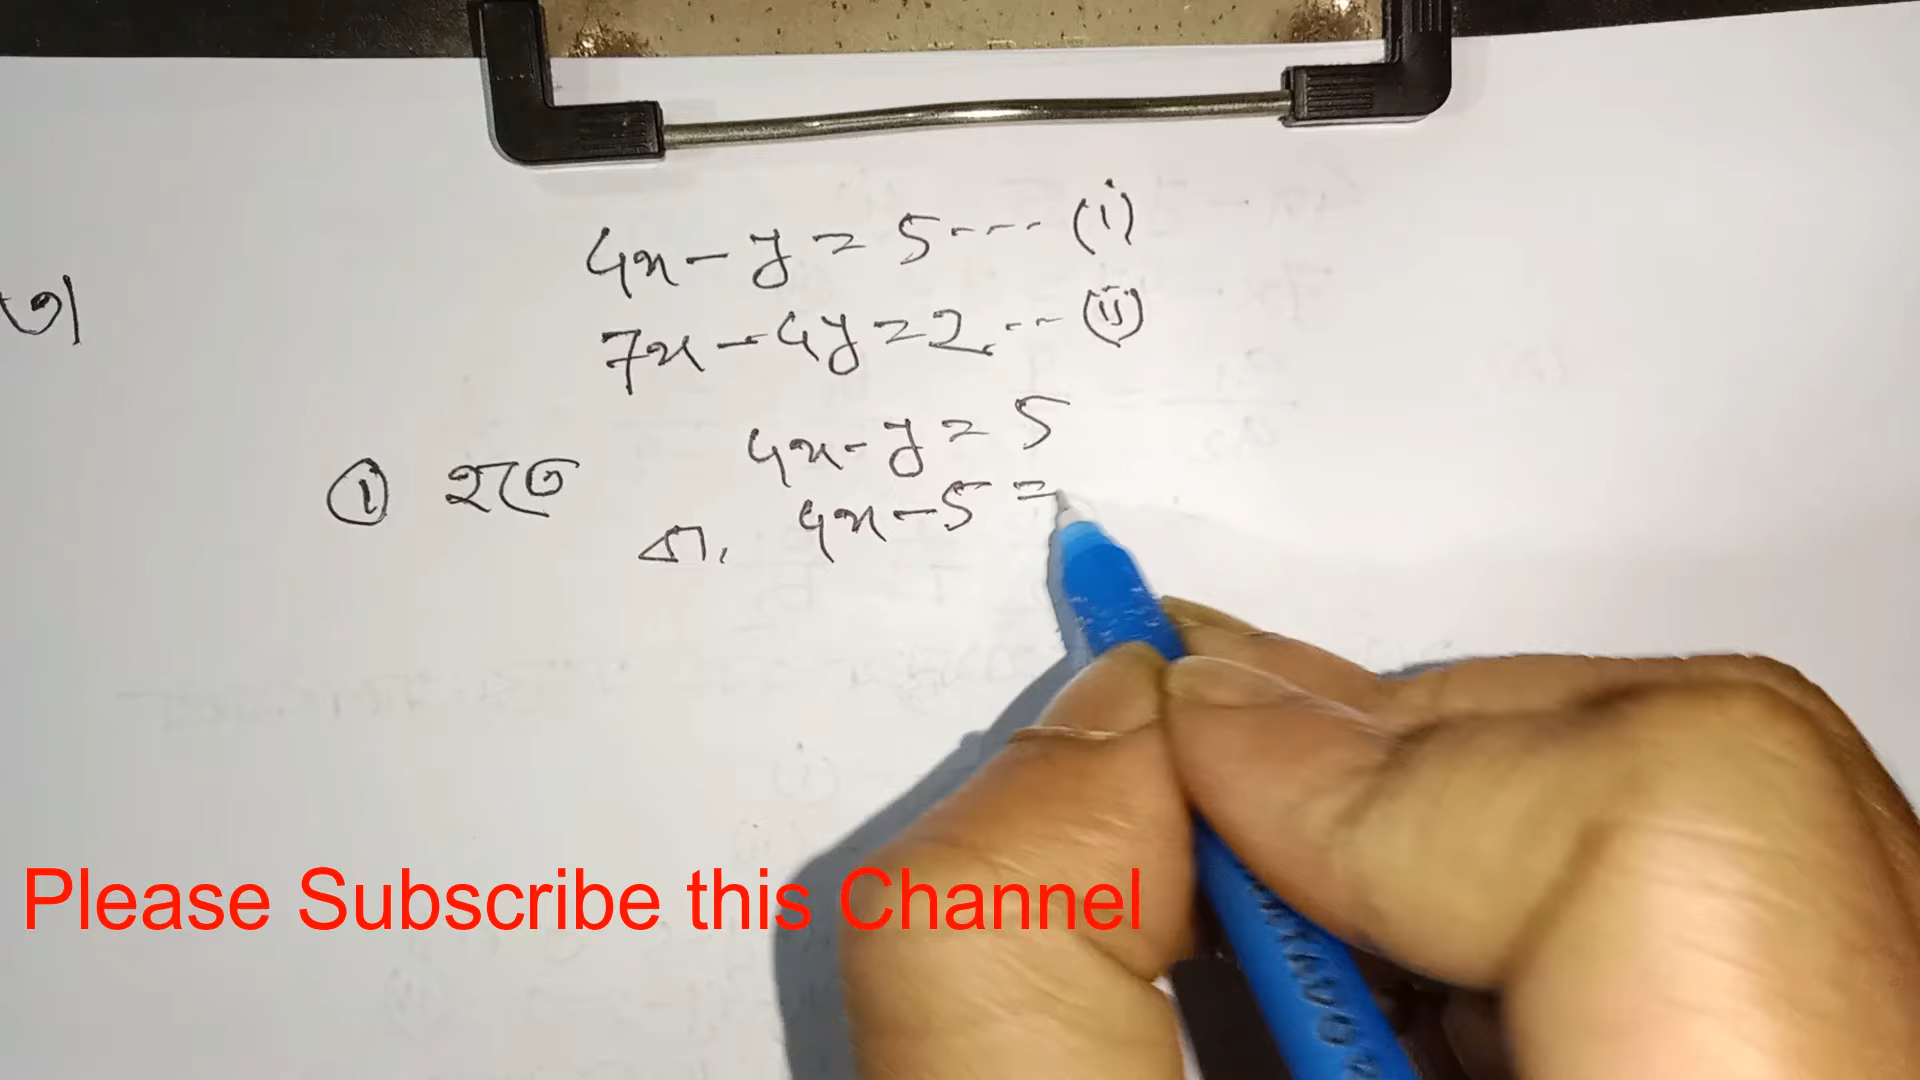 4x - y = 5 --- (i)
৩।
7x - 4y = 2 --- (ii)
4x - y = 5
(i) হতে
বা, 4x - 5 =
Please Subscribe this Channel